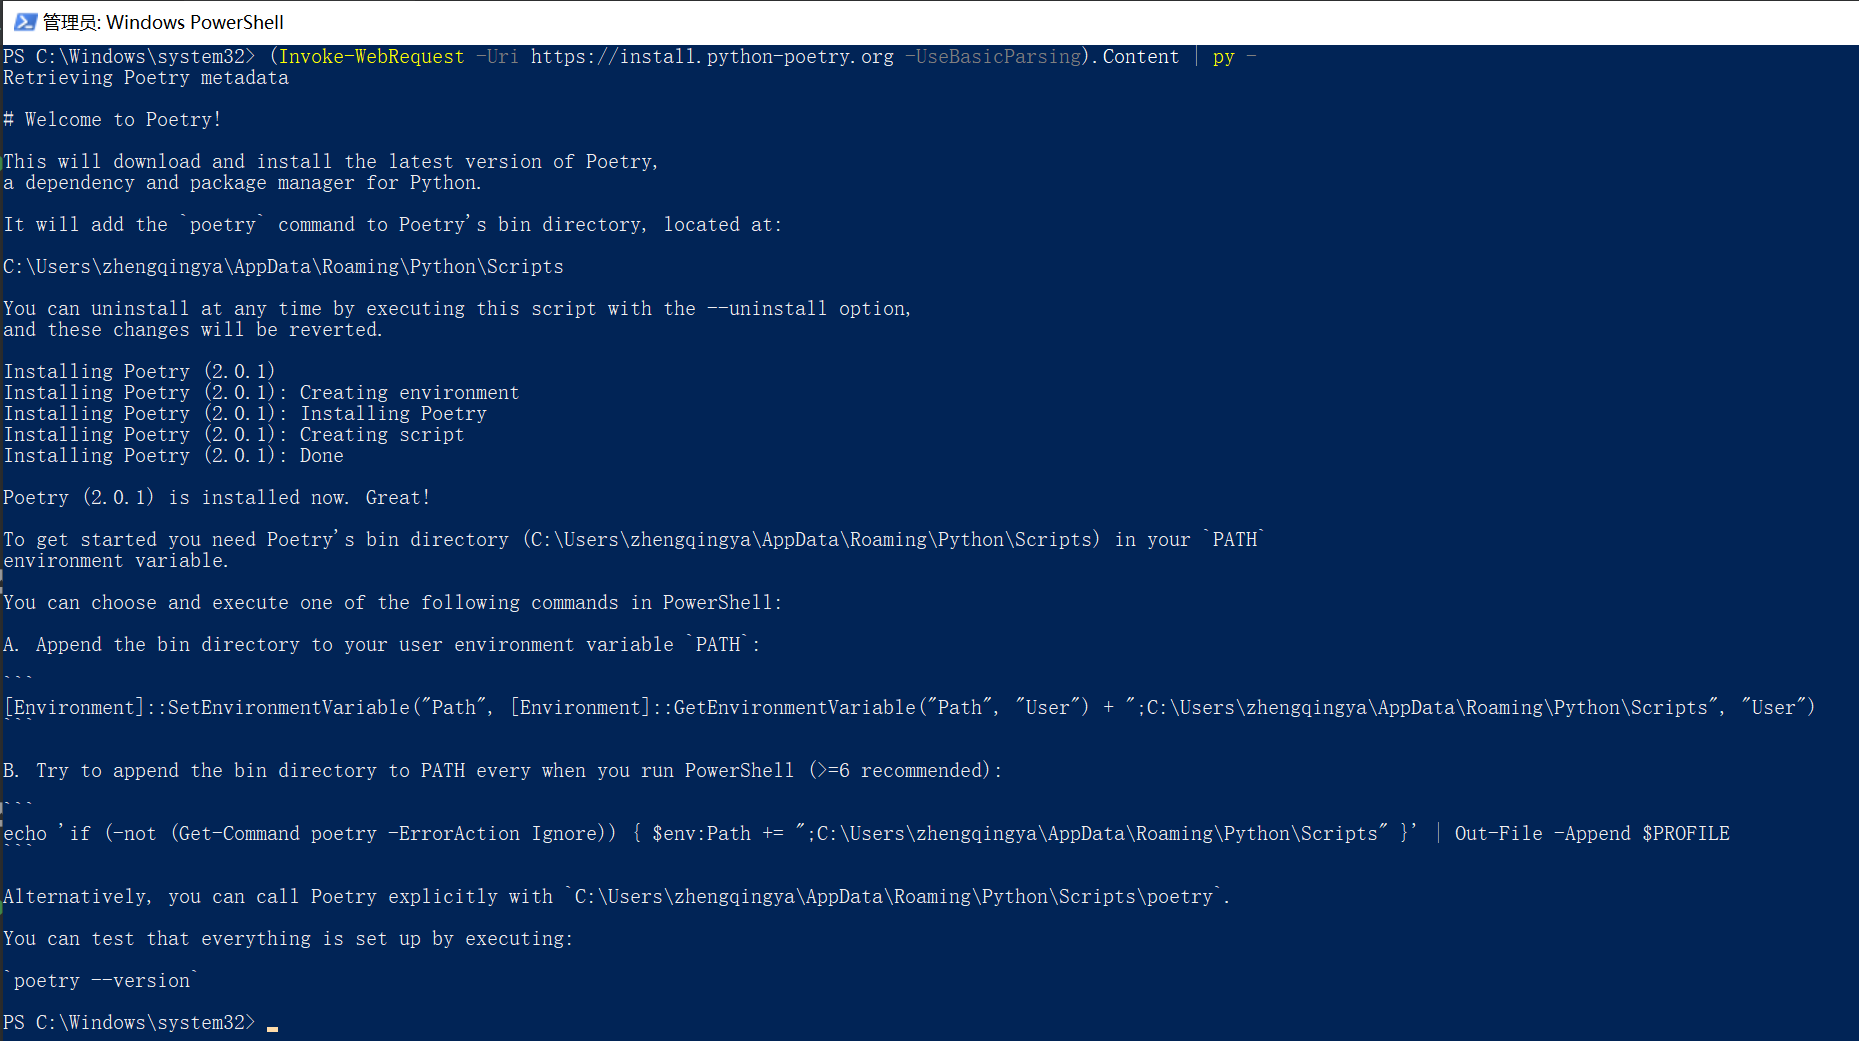 管理员: Windows PowerShell
PS C:\Windows\system32> (Invoke-WebRequest -Uri https://install.python-poetry.org -UseBasicParsing).Content | py -
Retrieving Poetry metadata
# Welcome to Poetry!
This will download and install the latest version of Poetry,
a dependency and package manager for Python.
It will add the `poetry` command to Poetry's bin directory, located at:
C:\Users\zhengqingya\AppData\Roaming\Python\Scripts
You can uninstall at any time by executing this script with the --uninstall option,
and these changes will be reverted.
Installing Poetry (2.0.1)
Installing Poetry (2.0.1): Creating environment
Installing Poetry (2.0.1): Installing Poetry
Installing Poetry (2.0.1): Creating script
Installing Poetry (2.0.1): Done
Poetry (2.0.1) is installed now. Great!
To get started you need Poetry's bin directory (C:\Users\zhengqingya\AppData\Roaming\Python\Scripts) in your `PATH`
environment variable.
You can choose and execute one of the following commands in PowerShell:
A. Append the bin directory to your user environment variable `PATH`:
```
[Environment]::SetEnvironmentVariable("Path", [Environment]::GetEnvironmentVariable("Path", "User") + ";C:\Users\zhengqingya\AppData\Roaming\Python\Scripts", "User")
```
B. Try to append the bin directory to PATH every when you run PowerShell (>=6 recommended):
```
echo 'if (-not (Get-Command poetry -ErrorAction Ignore)) { $env:Path += ";C:\Users\zhengqingya\AppData\Roaming\Python\Scripts" }' | Out-File -Append $PROFILE
```
Alternatively, you can call Poetry explicitly with `C:\Users\zhengqingya\AppData\Roaming\Python\Scripts\poetry`.
You can test that everything is set up by executing:
`poetry --version`
PS C:\Windows\system32>